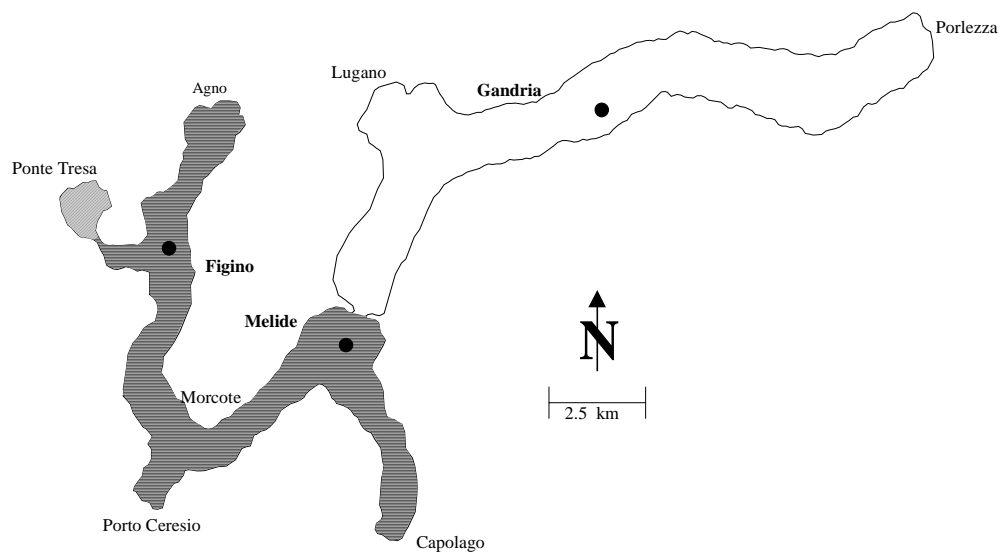 Porlezza
Lugano
Gandria
Agno
Ponte Tresa
Figino
Melide
N
Morcote
2.5 km
Porto Ceresio
Capolago